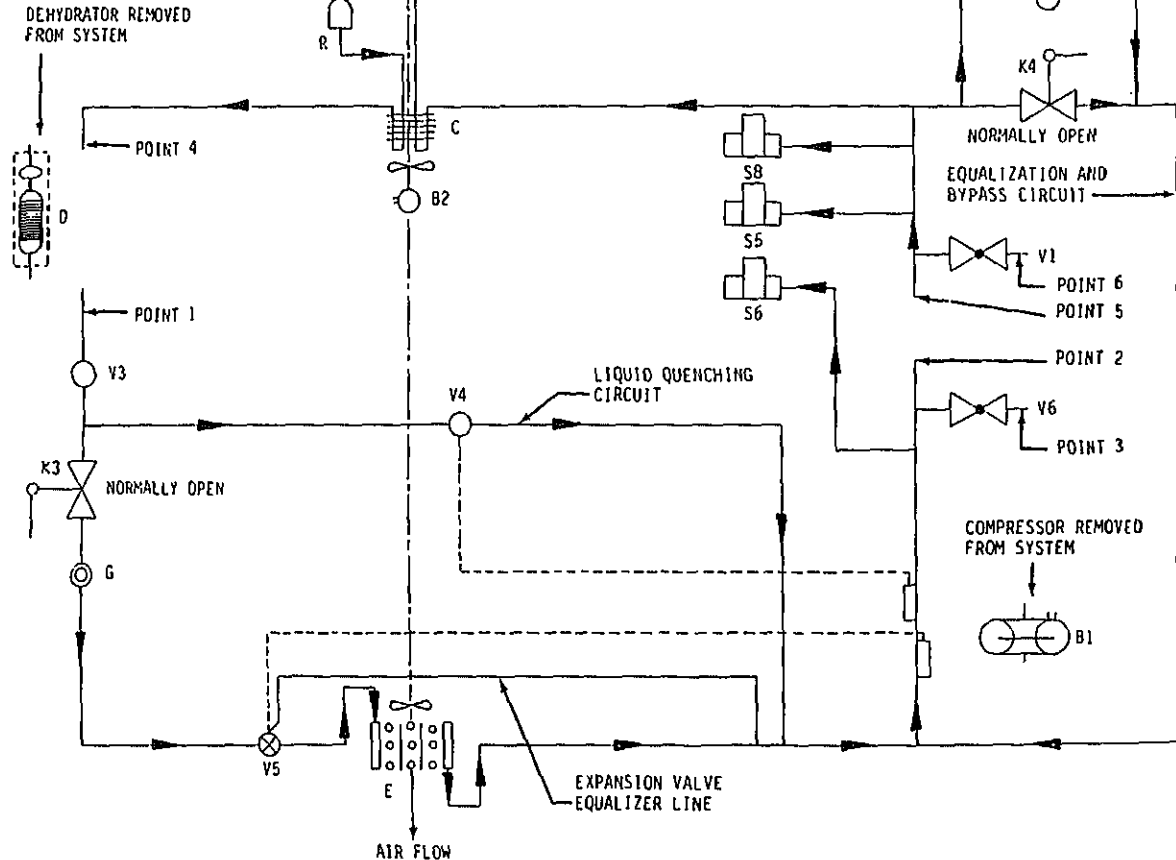 DEHYDRATOR REMOVED
FROM SYSTEM
R
K4
C
POINT 4
NORMALLY OPEN
S8
EQUALIZATION AND
BYPASS CIRCUIT
B2
D
S5
V1
POINT 6
POINT 1
S6
POINT 5
POINT 2
V3
LIQUID QUENCHING
CIRCUIT
V4
V6
POINT 3
K3
NORMALLY OPEN
COMPRESSOR REMOVED
FROM SYSTEM
G
B1
V5
E
EXPANSION VALVE
EQUALIZER LINE
AIR FLOW